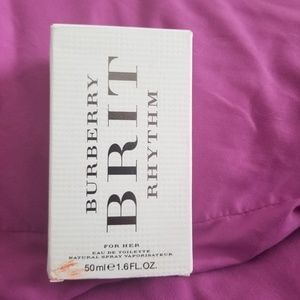 BURBERRY
BRIT
RHYTHM
FOR HER
EAU DE TOILETTE
NATURAL SPRAY VAPORISATEUR
50ml℮1.6FL.OZ.